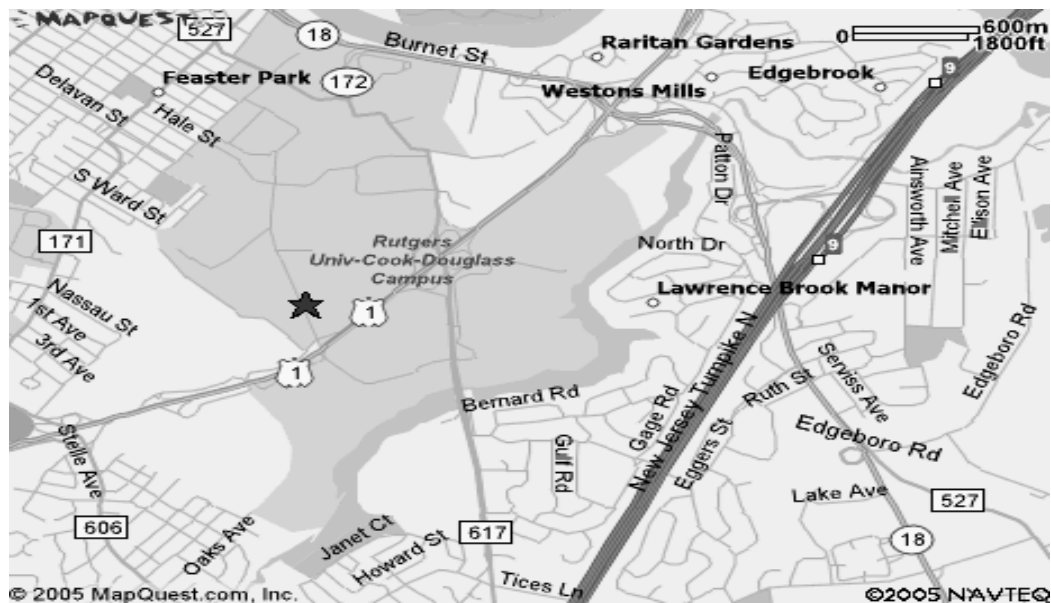 MAPQUEST
527
18
Burnet St
Raritan Gardens
0
600m
1800ft
Feaster Park
172
Westons Mills
Edgebrook
9
Delavan St
Hale St
S Ward St
Patton Dr
Ainsworth Ave
Mitchell Ave
Ellison Ave
171
Rutgers
Univ-Cook-Douglass
Campus
North Dr
9
Nassau St
1st Ave
3rd Ave
1
Lawrence Brook Manor
1
New Jersey Turnpike N
Edgeboro Rd
Bernard Rd
Gage Rd
Ruth St
Serviss Ave
Stelle Ave
Gulf Rd
Eggers St
Edgeboro Rd
Lake Ave
527
606
Oaks Ave
Janet Ct
Howard St
617
18
Tices Ln
© 2005 MapQuest.com, Inc.
©2005 NAVTEQ